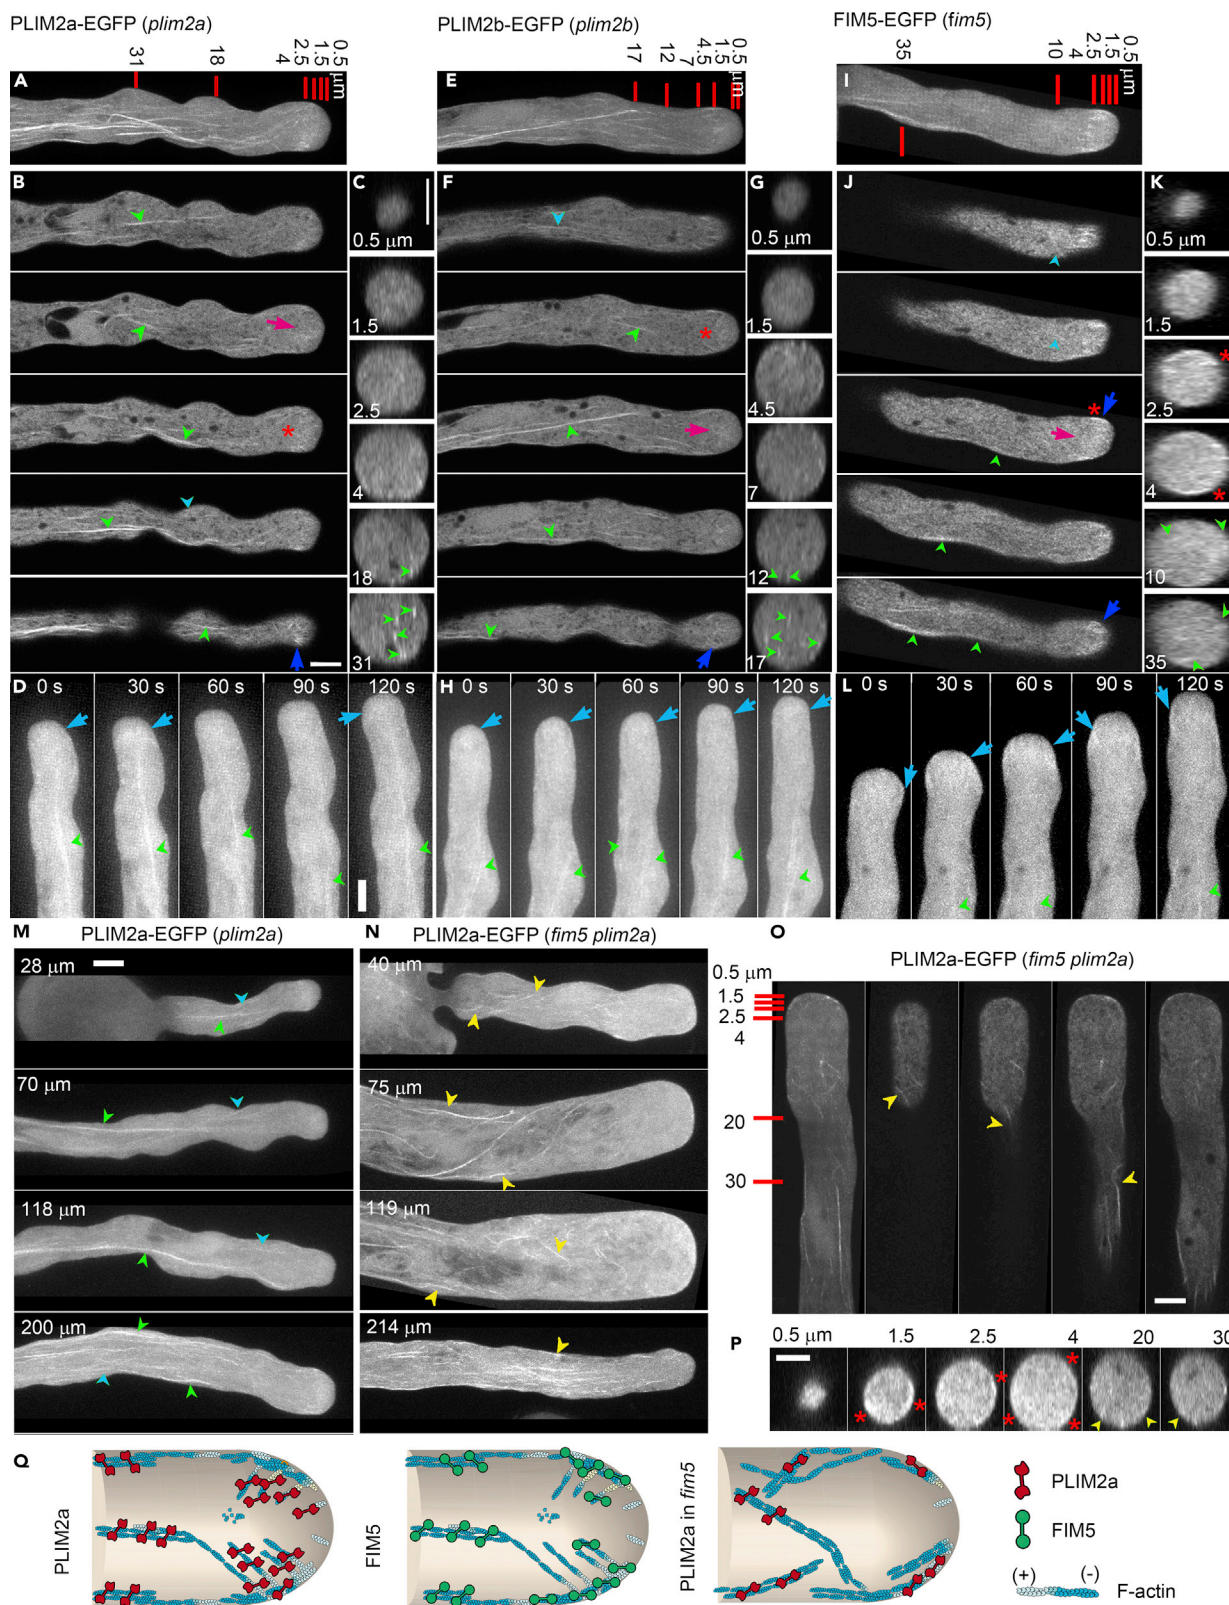 PLIM2a-EGFP (plim2a)
31
18
4
2.5
1.5
0.5 μm
A
B
C
0.5 μm
1.5
2.5
4
18
31
D
0 s
30 s
60 s
90 s
120 s
PLIM2b-EGFP (plim2b)
17
12
7
4.5
1.5
0.5 μm
E
F
G
0.5 μm
1.5
4.5
7
12
17
H
0 s
30 s
60 s
90 s
120 s
FIM5-EGFP (fim5)
35
10
4
2.5
1.5
0.5 μm
I
J
K
0.5 μm
1.5
2.5
4
10
35
L
0 s
30 s
60 s
90 s
120 s
M
PLIM2a-EGFP (plim2a)
28 μm
70 μm
118 μm
200 μm
N
PLIM2a-EGFP (fim5 plim2a)
40 μm
75 μm
119 μm
214 μm
O
PLIM2a-EGFP (fim5 plim2a)
0.5 μm
1.5
2.5
4
20
30
P
0.5 μm
1.5
2.5
4
20
30
Q
PLIM2a
FIM5
PLIM2a in fim5
PLIM2a
FIM5
(+)
(-)
F-actin